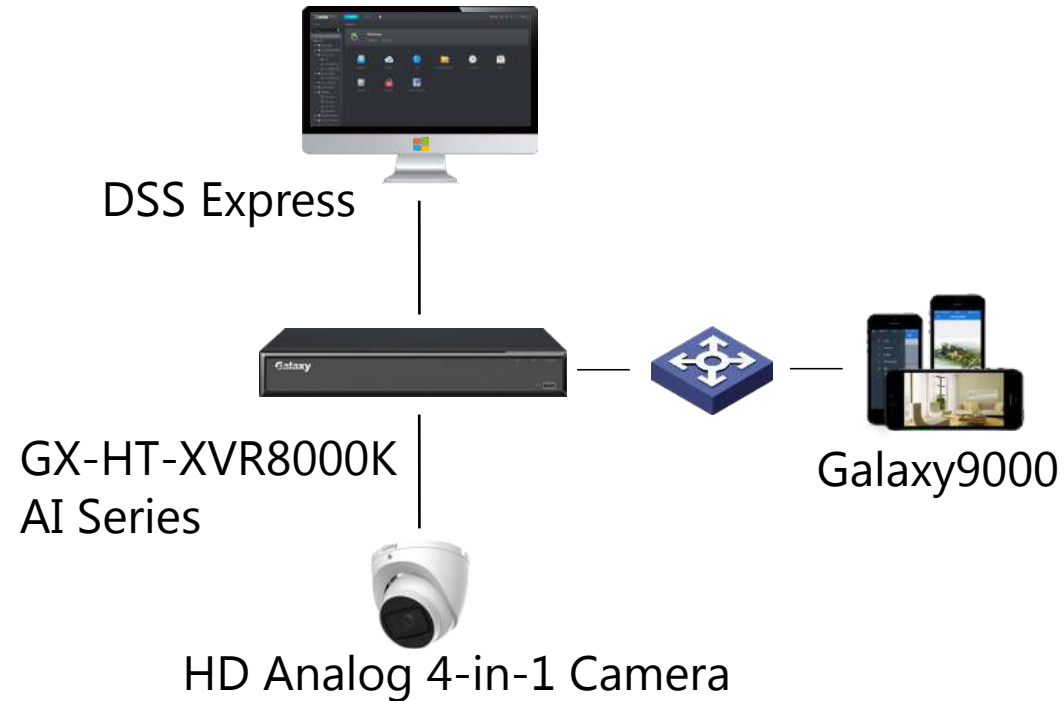 DSS Express
Galaxy
GX-HT-XVR8000K
AI Series
Galaxy9000
HD Analog 4-in-1 Camera